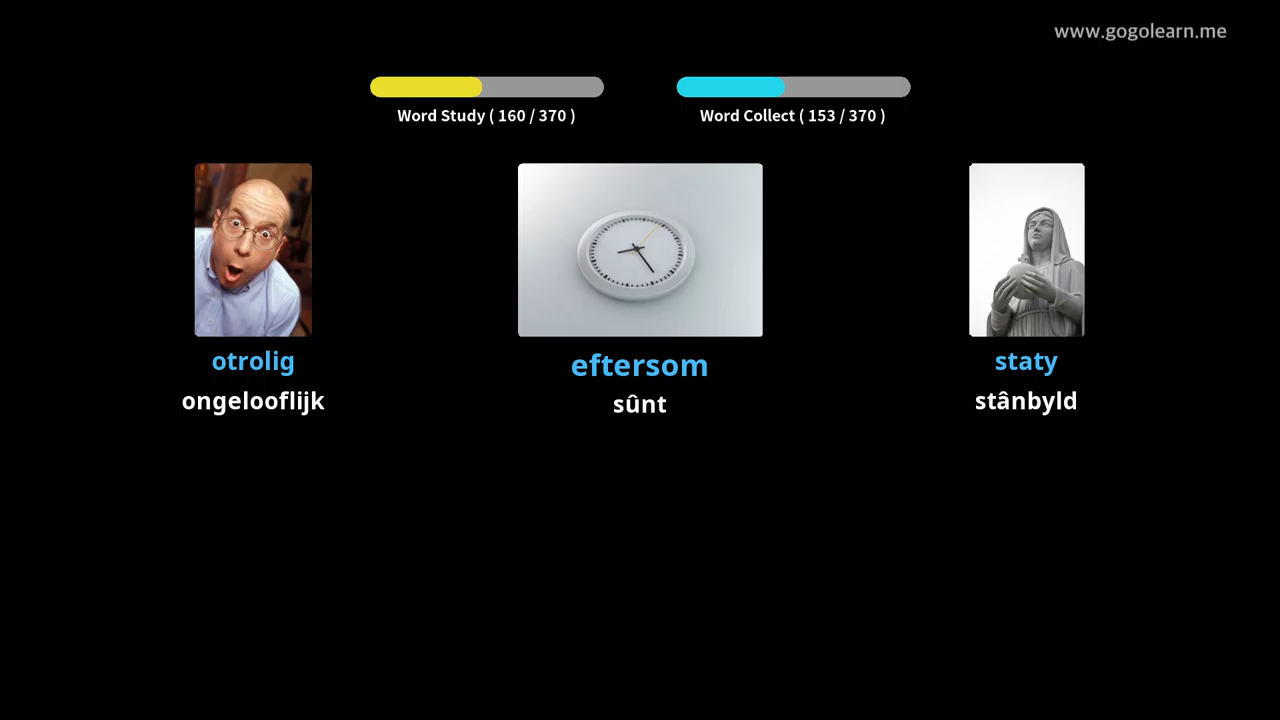 www.gogolearn.me
Word Study ( 160 / 370 )
Word Collect ( 153 / 370 )
otrolig
eftersom
staty
ongelooflijk
sûnt
stânbyld